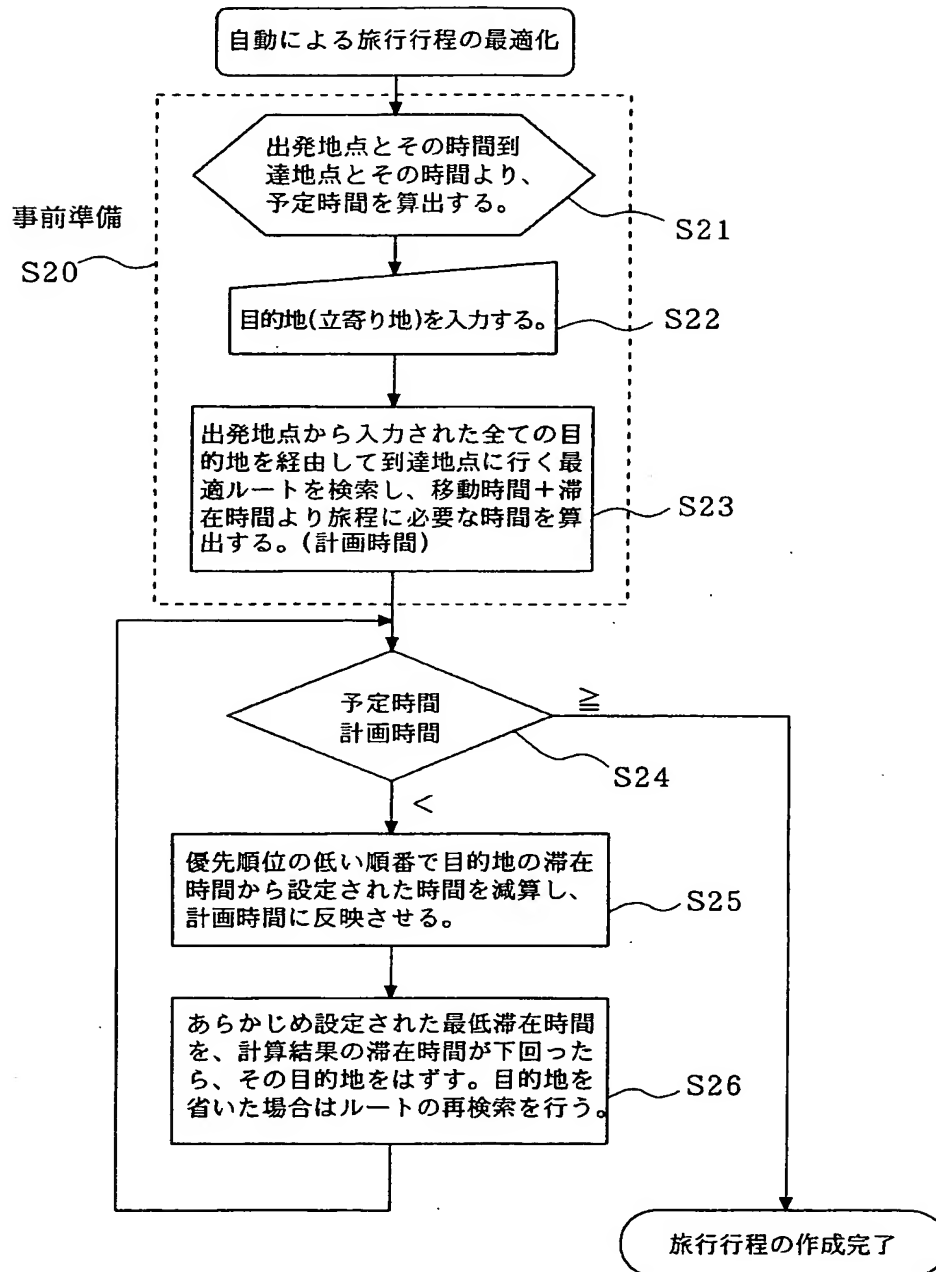 自動による旅行行程の最適化
出発地点とその時間到
達地点とその時間より、
予定時間を算出する。
S21
事前準備
S20
目的地(立寄り地)を入力する。
S22
出発地点から入力された全ての目
的地を経由して到達地点に行く最
適ルートを検索し、移動時間+滞
在時間より旅程に必要な時間を算
出する。(計画時間)
S23
予定時間
計画時間
≧
S24
<
優先順位の低い順番で目的地の滞在
時間から設定された時間を減算し、
計画時間に反映させる。
S25
あらかじめ設定された最低滞在時間
を、計算結果の滞在時間が下回った
ら、その目的地をはずす。目的地を
省いた場合はルートの再検索を行う。
S26
旅行行程の作成完了